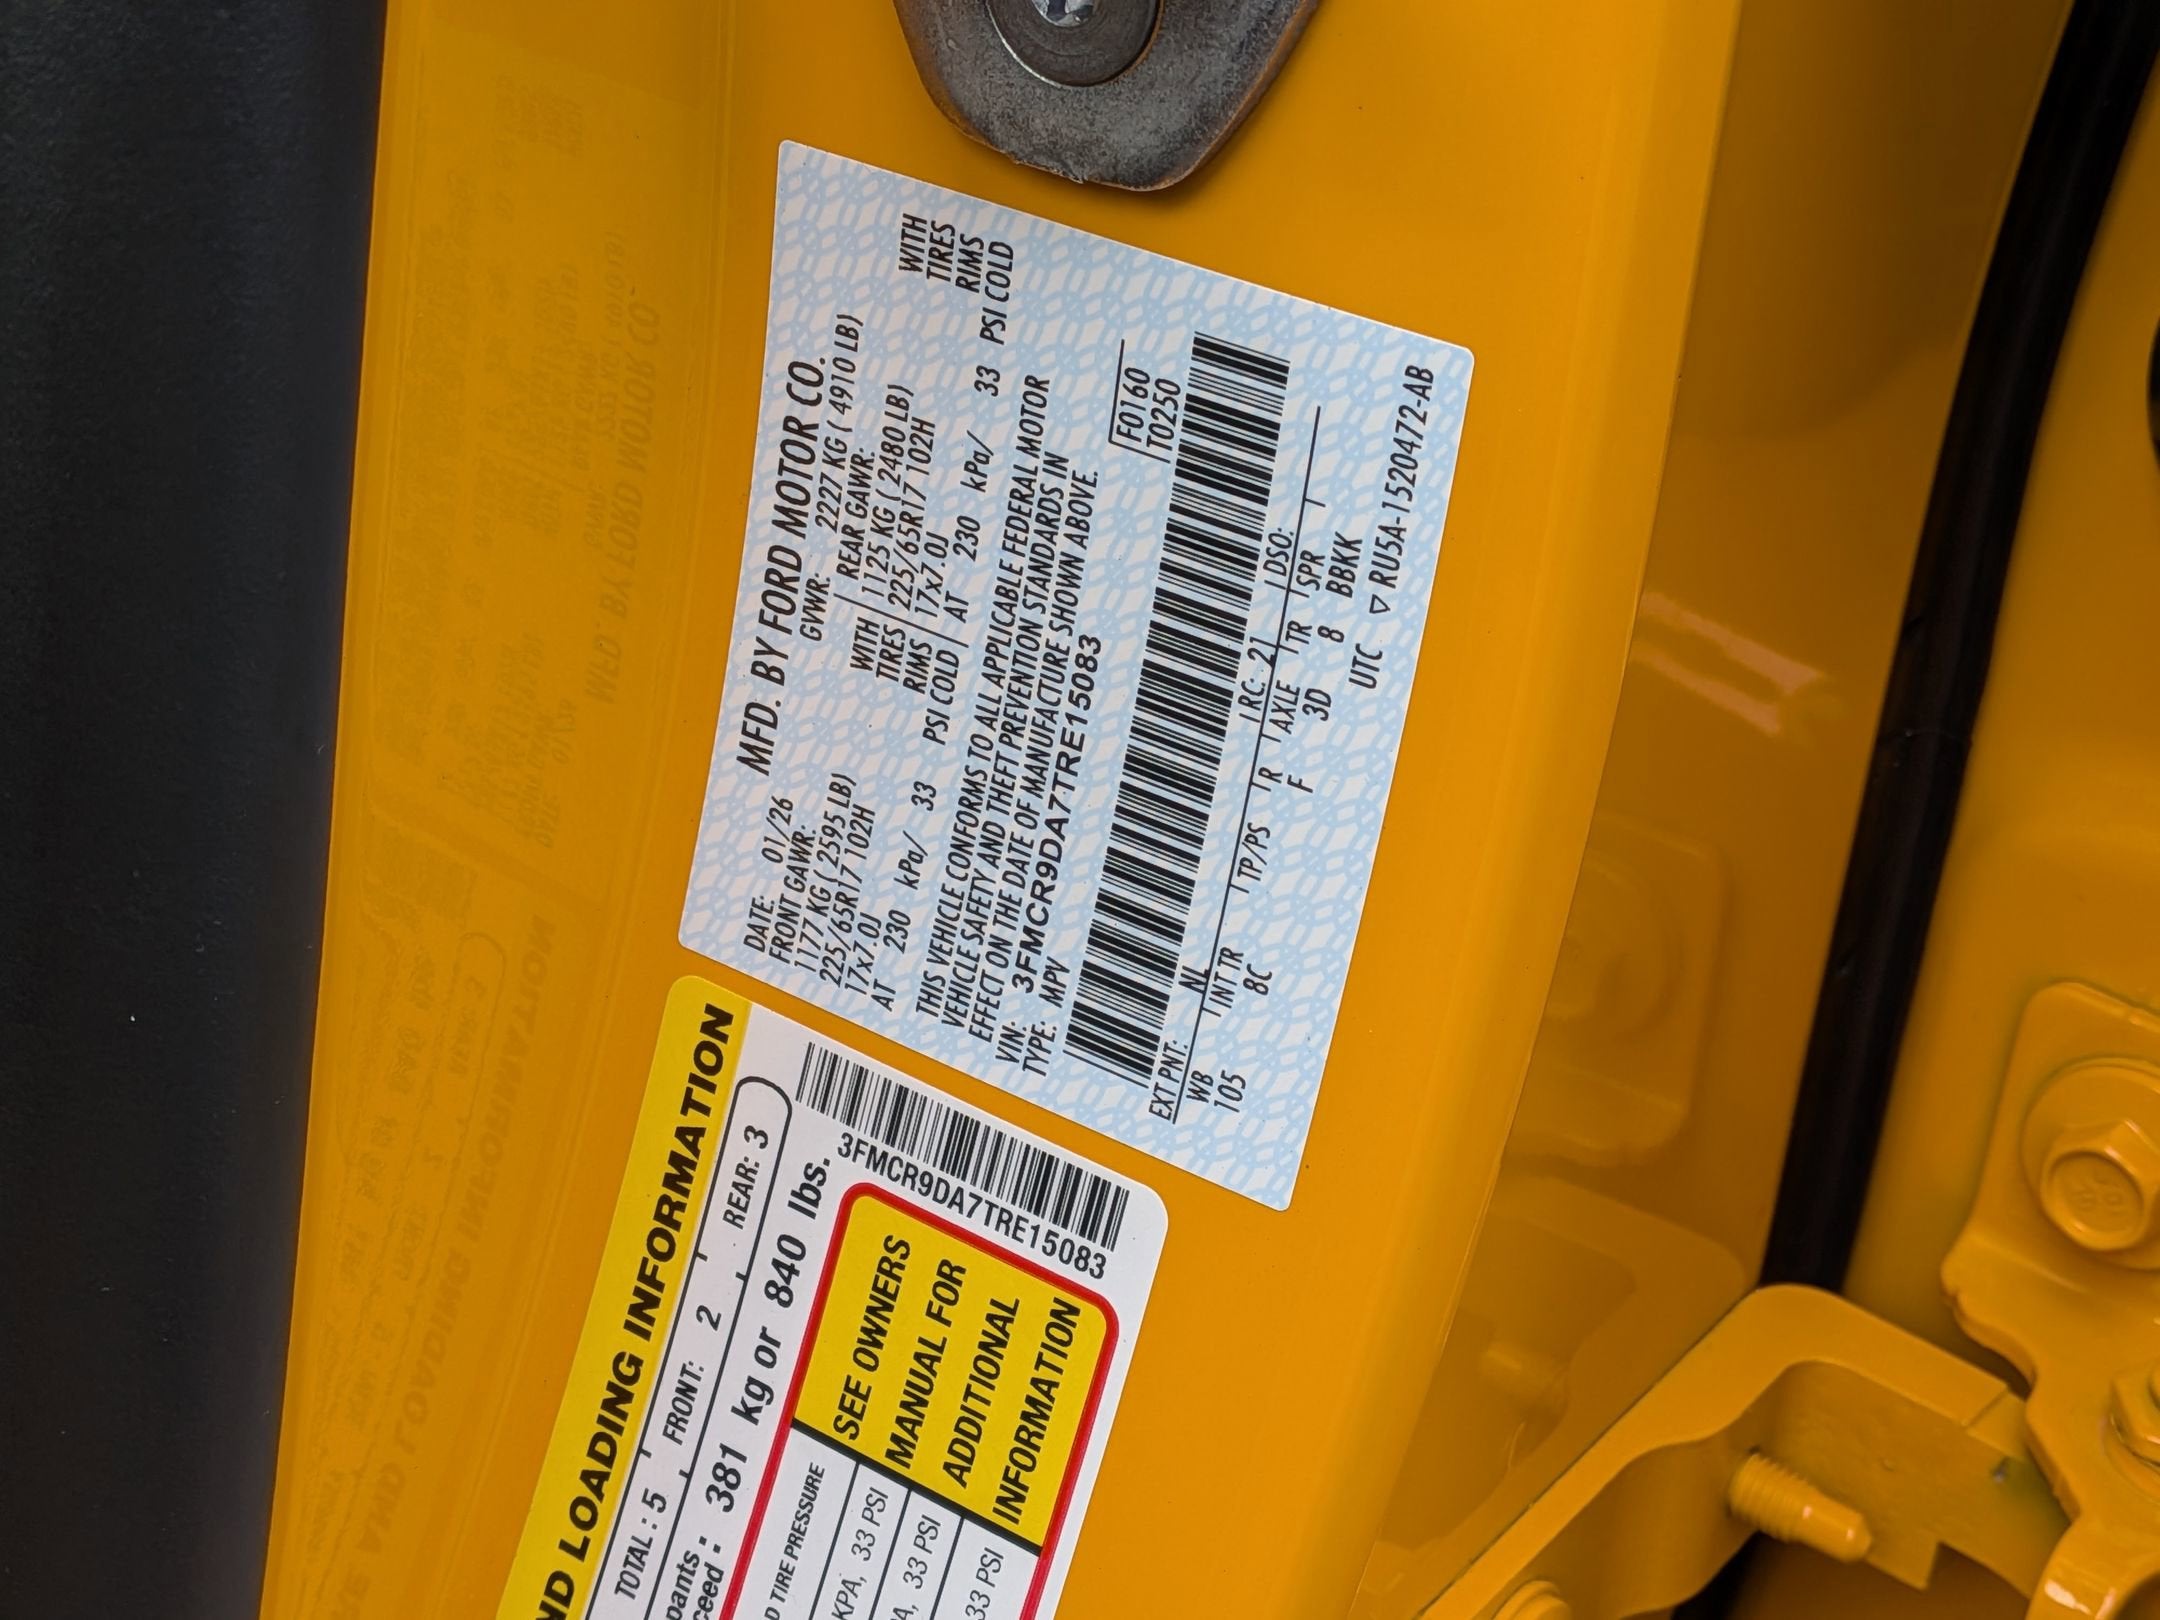 MFD. BY FORD MOTOR CO.
DATE: 01/26 GVWR: 2227 KG ( 4910 LB)
FRONT GAWR: REAR GAWR:
1177 KG ( 2595 LB) WITH 1125 KG ( 2480 LB) WITH
225/65R17 102H TIRES 225/65R17 102H TIRES
17x7.0J RIMS 17x7.0J RIMS
AT 230 kPa/ 33 PSI COLD AT 230 kPa/ 33 PSI COLD
THIS VEHICLE CONFORMS TO ALL APPLICABLE FEDERAL MOTOR
VEHICLE SAFETY AND THEFT PREVENTION STANDARDS IN
EFFECT ON THE DATE OF MANUFACTURE SHOWN ABOVE.
VIN: 3FMCR9DA7TRE15083
TYPE: MPV
F0160
T0250
EXT PNT: NL RC: 21 DSO:
WB INT TR TP/PS R AXLE TR SPR
105 8C F 3D 8 BBKK
UTC ▽ RU5A-1520472-AB
ND LOADING INFORMATION
TOTAL : 5 FRONT: 2 REAR: 3
pants
ceed : 381 kg or 840 lbs.
3FMCR9DA7TRE15083
TIRE PRESSURE
KPA, 33 PSI
33 PSI
33 PSI
SEE OWNERS
MANUAL FOR
ADDITIONAL
INFORMATION